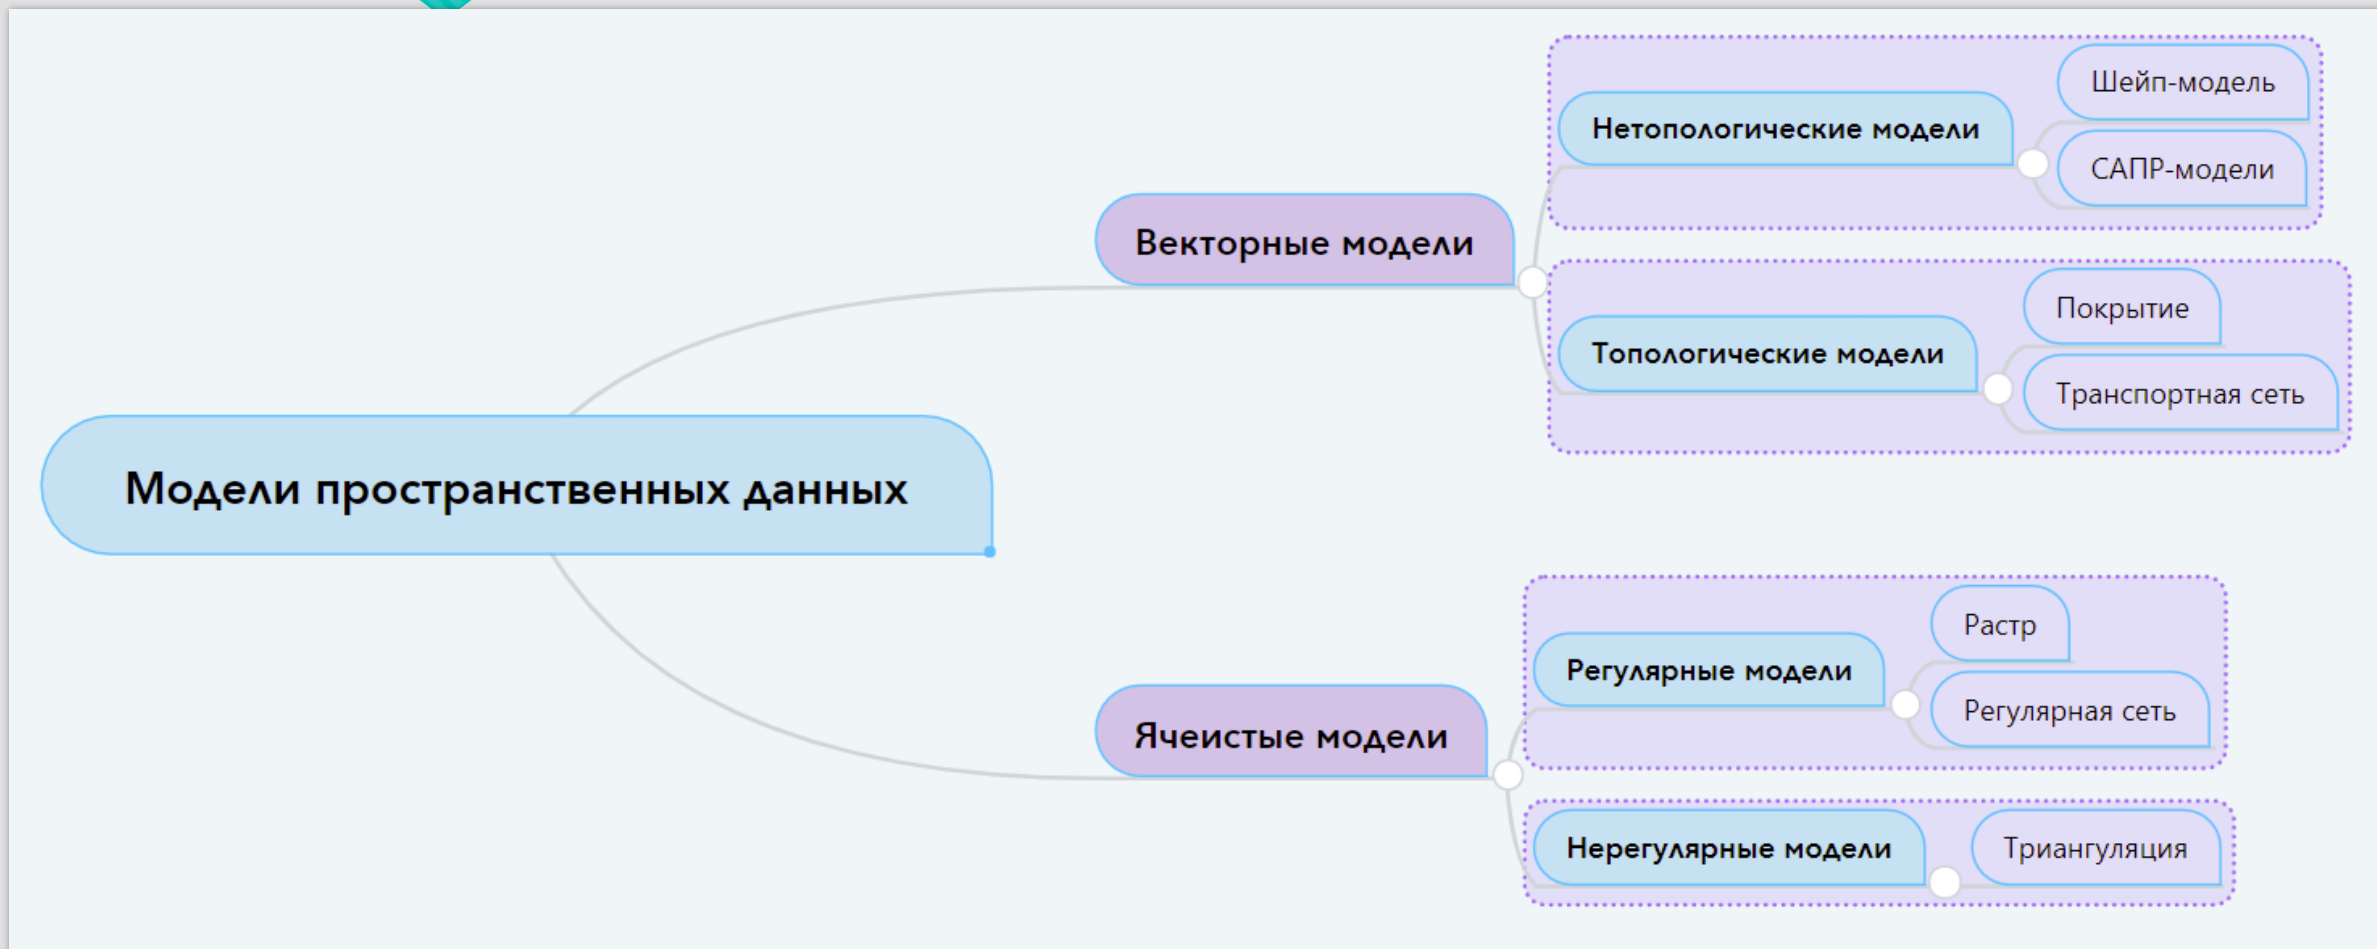 Модели пространственных данных
Векторные модели
Нетопологические модели
Шейп-модель
САПР-модели
Топологические модели
Покрытие
Транспортная сеть
Ячеистые модели
Регулярные модели
Растр
Регулярная сеть
Нерегулярные модели
Триангуляция